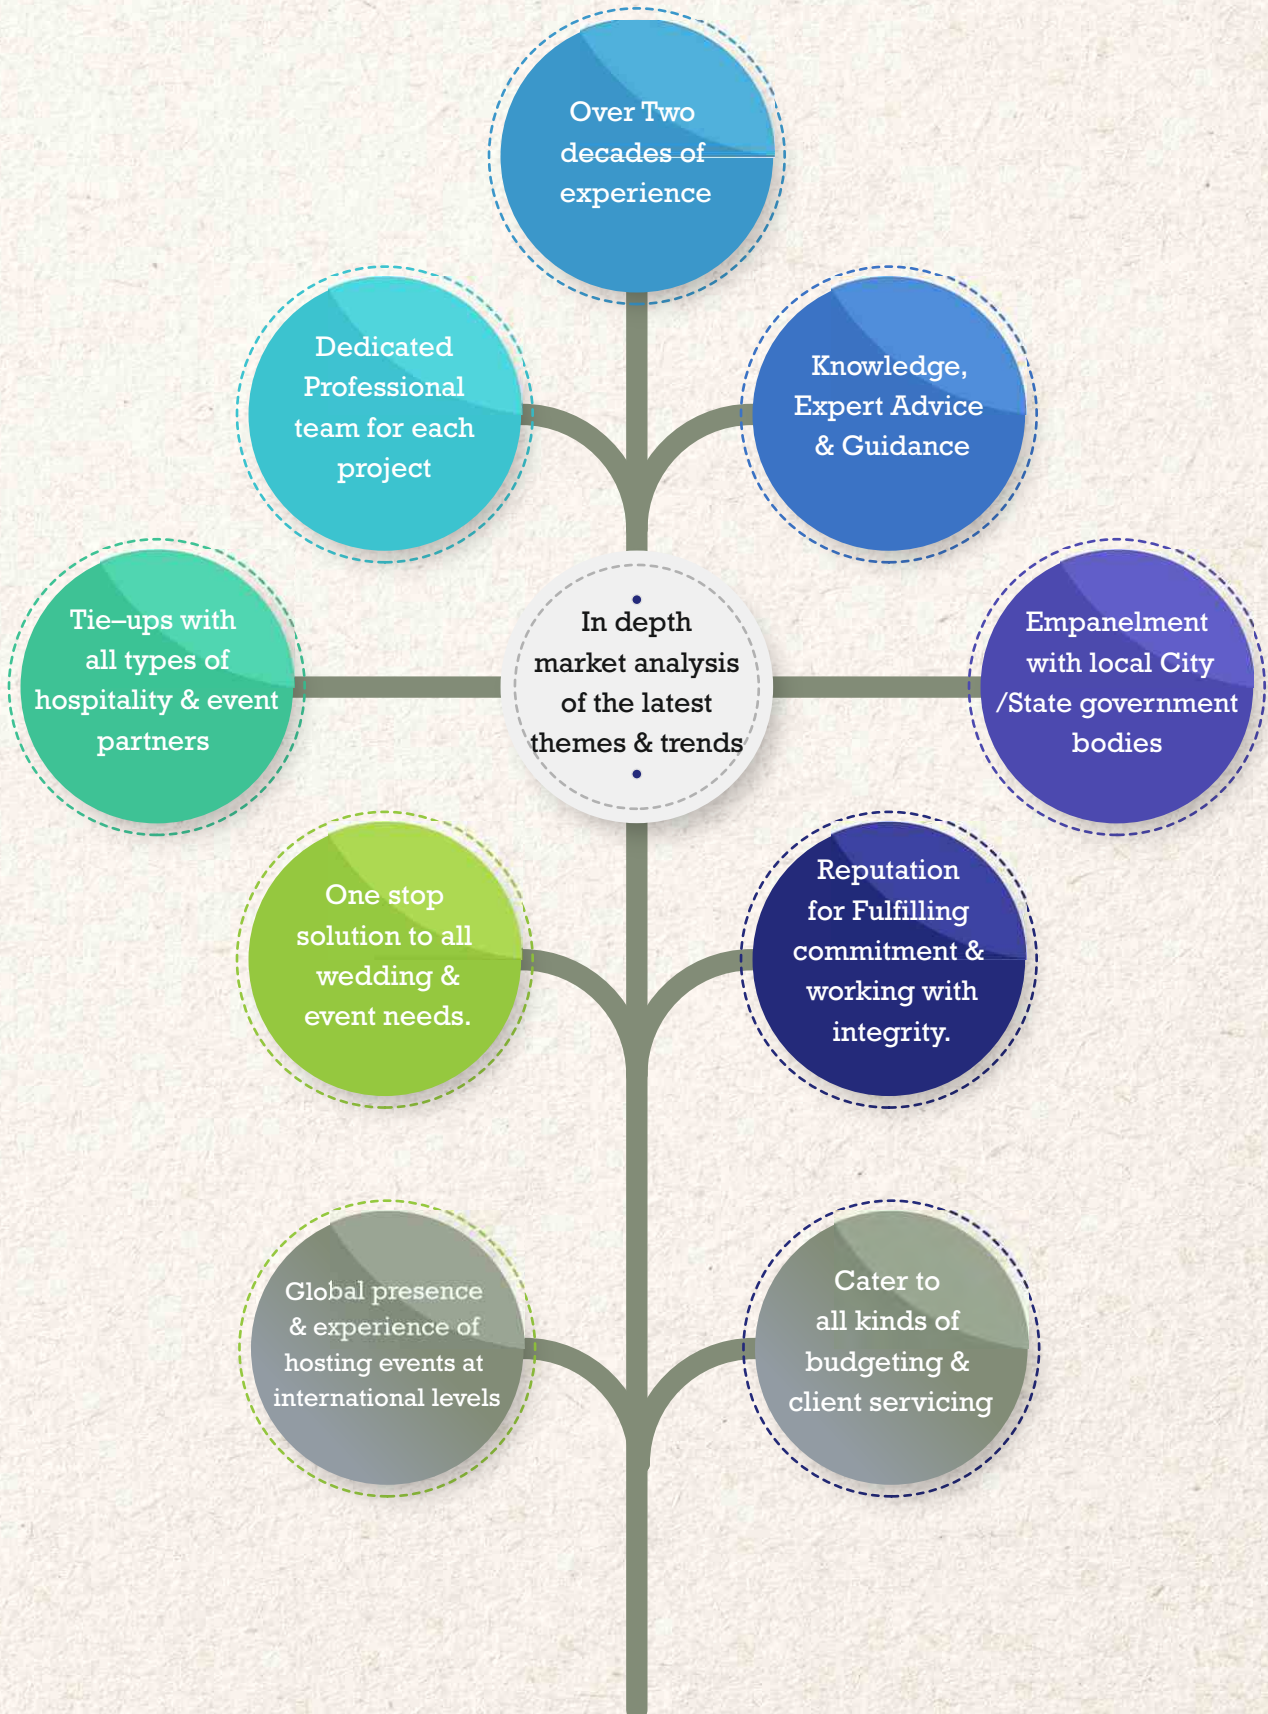 Over Two
decades of
experience
Dedicated
Professional
team for each
project
Knowledge,
Expert Advice
& Guidance
Tie–ups with
all types of
hospitality & event
partners
In depth
market analysis
of the latest
themes & trends
Empanelment
with local City
/State government
bodies
One stop
solution to all
wedding &
event needs.
Reputation
for Fulfilling
commitment &
working with
integrity.
Global presence
& experience of
hosting events at
international levels
Cater to
all kinds of
budgeting &
client servicing